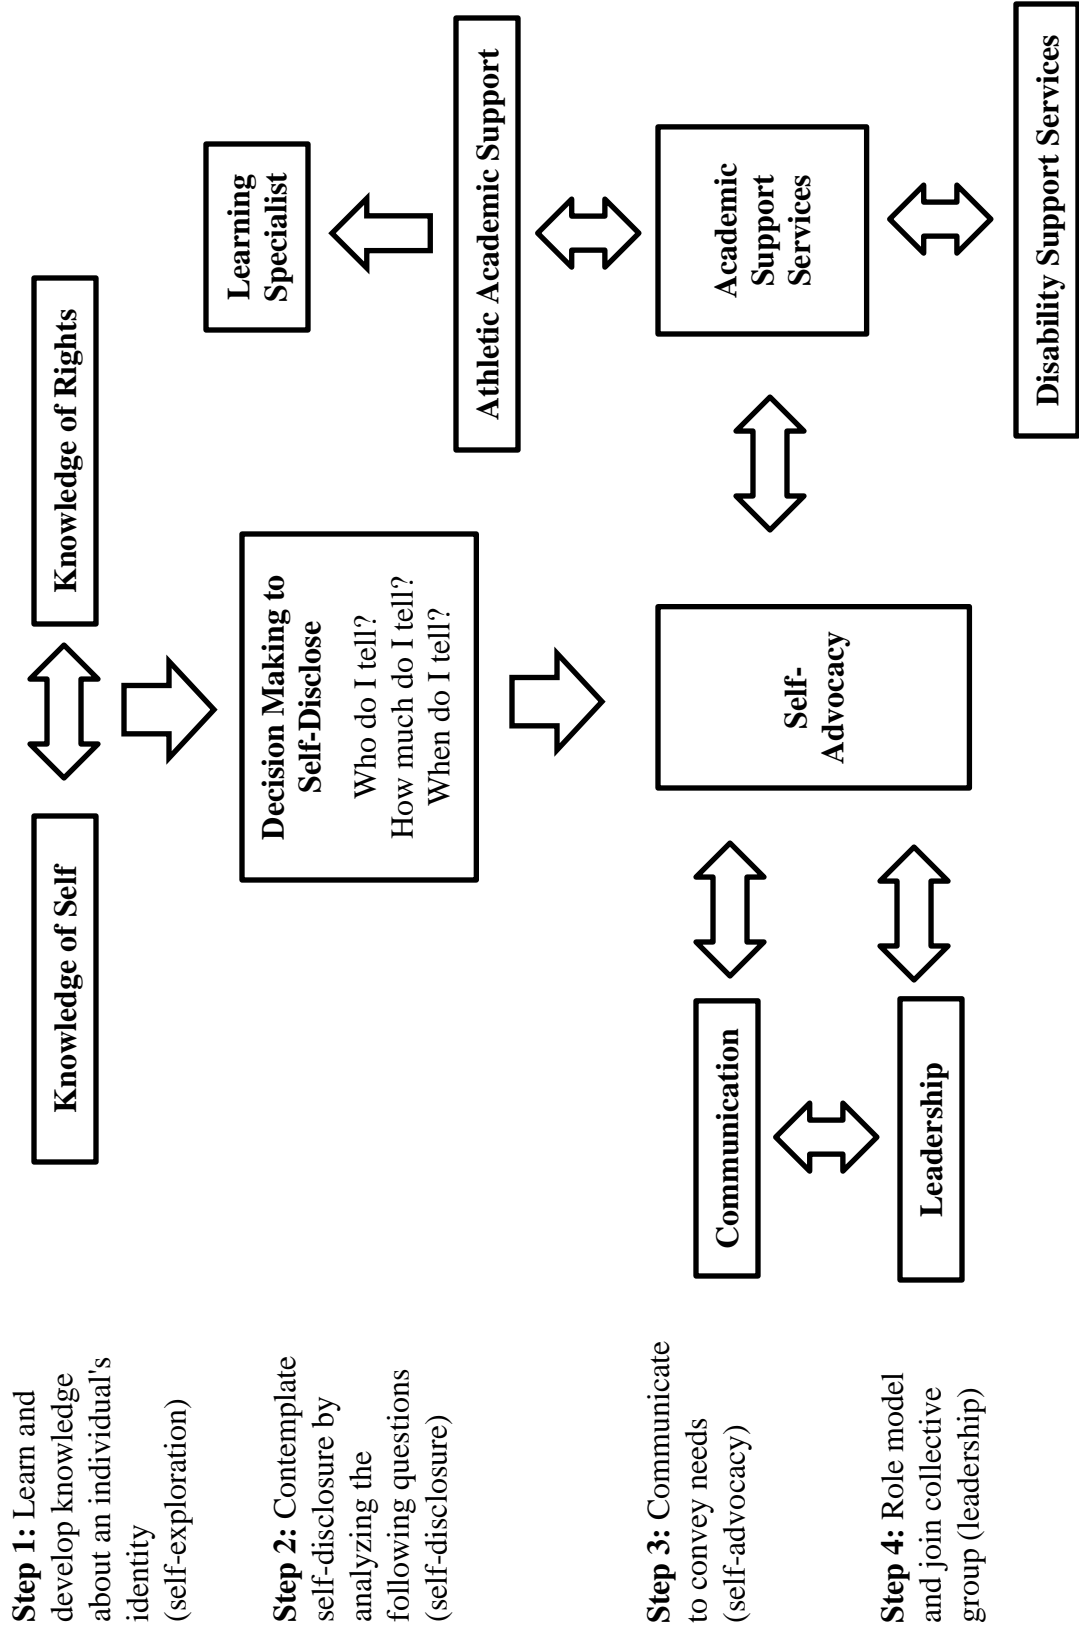 Step 1: Learn and
develop knowledge
about an individual's
identity
(self-exploration)
Knowledge of Self
Knowledge of Rights
Step 2: Contemplate
self-disclosure by
analyzing the
following questions
(self-disclosure)
Decision Making to
Self-Disclose
Who do I tell?
How much do I tell?
When do I tell?
Learning
Specialist
Athletic Academic Support
Step 3: Communicate
to convey needs
(self-advocacy)
Communication
Self-
Advocacy
Academic
Support
Services
Step 4: Role model
and join collective
group (leadership)
Leadership
Disability Support Services